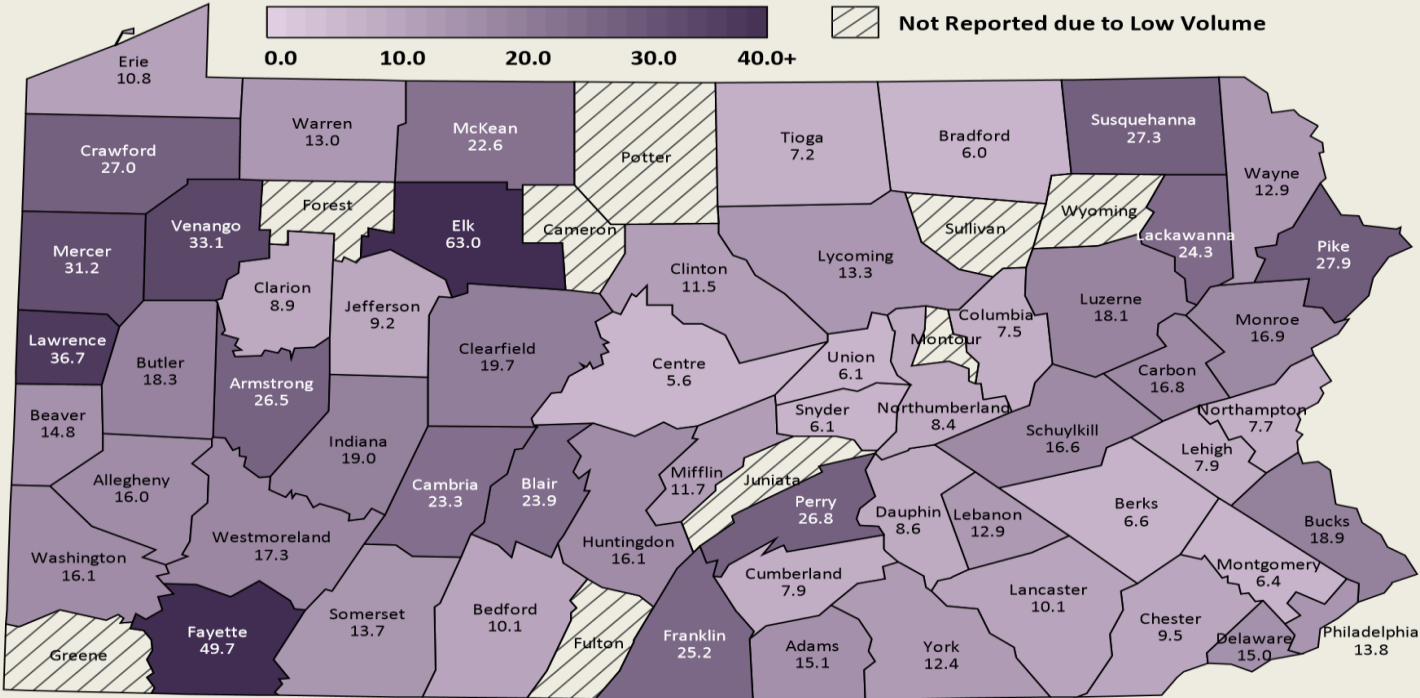 Not Reported due to Low Volume
0.0 10.0 20.0 30.0 40.0+
Erie
10.8
Warren
13.0
McKean
22.6
Potter
Tioga
7.2
Bradford
6.0
Susquehanna
27.3
Wayne
12.9
Crawford
27.0
Forest
Elk
63.0
Cameron
Sullivan
Wyoming
Lackawanna
24.3
Pike
27.9
Mercer
31.2
Venango
33.1
Clarion
8.9
Jefferson
9.2
Clinton
11.5
Lycoming
13.3
Columbia
7.5
Luzerne
18.1
Monroe
16.9
Lawrence
36.7
Butler
18.3
Armstrong
26.5
Clearfield
19.7
Centre
5.6
Union
6.1
Montour
Carbon
16.8
Beaver
14.8
Indiana
19.0
Snyder
6.1
Northumberland
8.4
Schuylkill
16.6
Northampton
7.7
Lehigh
7.9
Allegheny
16.0
Cambria
23.3
Blair
23.9
Mifflin
11.7
Juniata
Perry
26.8
Dauphin
8.6
Lebanon
12.9
Berks
6.6
Bucks
18.9
Washington
16.1
Westmoreland
17.3
Huntingdon
16.1
Cumberland
7.9
Montgomery
6.4
Greene
Fayette
49.7
Somerset
13.7
Bedford
10.1
Fulton
Franklin
25.2
Adams
15.1
York
12.4
Lancaster
10.1
Chester
9.5
Delaware
15.0
Philadelphia
13.8